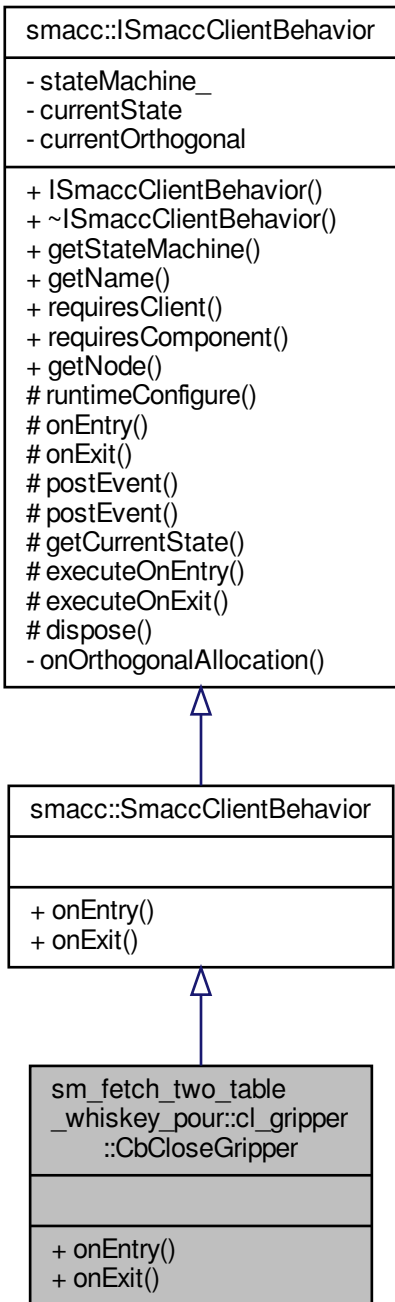 smacc::ISmaccClientBehavior
- stateMachine_
- currentState
- currentOrthogonal
+ ISmaccClientBehavior()
+ ~ISmaccClientBehavior()
+ getStateMachine()
+ getName()
+ requiresClient()
+ requiresComponent()
+ getNode()
# runtimeConfigure()
# onEntry()
# onExit()
# postEvent()
# postEvent()
# getCurrentState()
# executeOnEntry()
# executeOnExit()
# dispose()
- onOrthogonalAllocation()
smacc::SmaccClientBehavior
+ onEntry()
+ onExit()
sm_fetch_two_table
_whiskey_pour::cl_gripper
::CbCloseGripper
+ onEntry()
+ onExit()